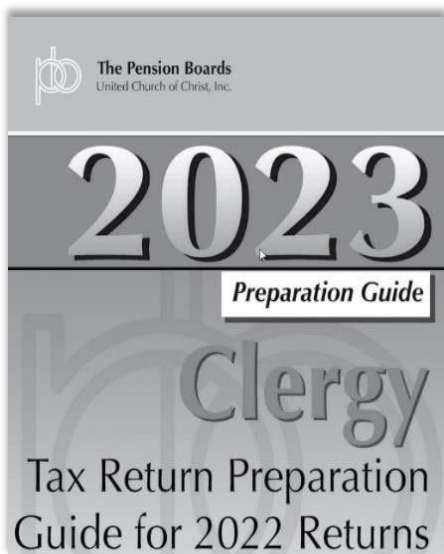 The Pension Boards
United Church of Christ, Inc.
2023
Preparation Guide
Clergy
Tax Return Preparation
Guide for 2022 Returns